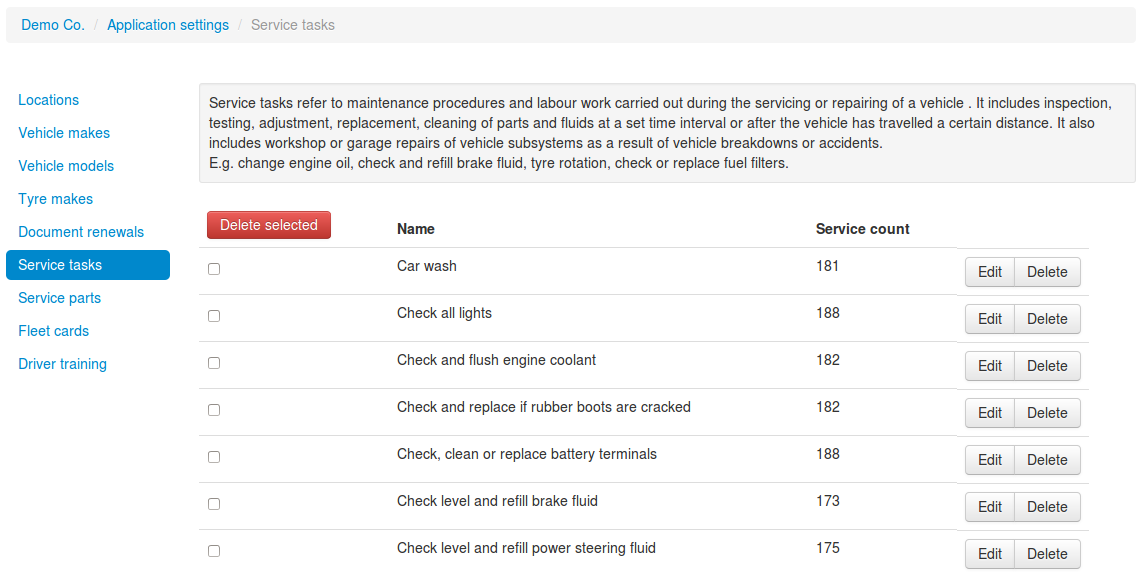 Demo Co. / Application settings / Service tasks
Locations
Vehicle makes
Vehicle models
Tyre makes
Document renewals
Service tasks
Service parts
Fleet cards
Driver training
Service tasks refer to maintenance procedures and labour work carried out during the servicing or repairing of a vehicle . It includes inspection,
testing, adjustment, replacement, cleaning of parts and fluids at a set time interval or after the vehicle has travelled a certain distance. It also
includes workshop or garage repairs of vehicle subsystems as a result of vehicle breakdowns or accidents.
E.g. change engine oil, check and refill brake fluid, tyre rotation, check or replace fuel filters.
Delete selected Name Service count
Car wash 181 Edit Delete
Check all lights 188 Edit Delete
Check and flush engine coolant 182 Edit Delete
Check and replace if rubber boots are cracked 182 Edit Delete
Check, clean or replace battery terminals 188 Edit Delete
Check level and refill brake fluid 173 Edit Delete
Check level and refill power steering fluid 175 Edit Delete